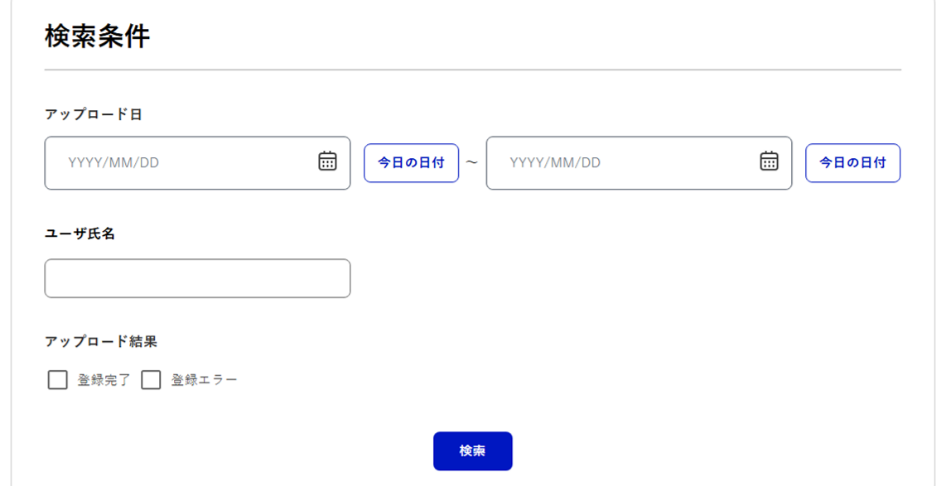 検索条件
アップロード日
YYYY/MM/DD 今日の日付 ～ YYYY/MM/DD 今日の日付
ユーザ氏名
アップロード結果
登録完了 登録エラー
検索